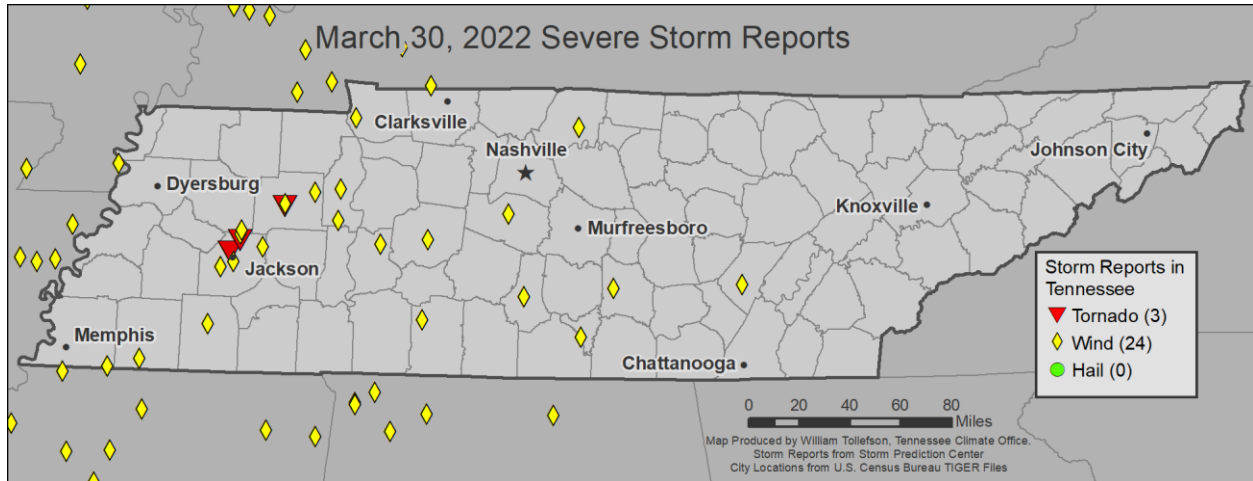 March 30, 2022 Severe Storm Reports
Clarksville
Nashville
Johnson City
Dyersburg
Knoxville
Murfreesboro
Jackson
Storm Reports in
Tennessee
Tornado (3)
Wind (24)
Hail (0)
Memphis
Chattanooga
0 20 40 60 80
Miles
Map Produced by William Tollefson, Tennessee Climate Office.
Storm Reports from Storm Prediction Center
City Locations from U.S. Census Bureau TIGER Files